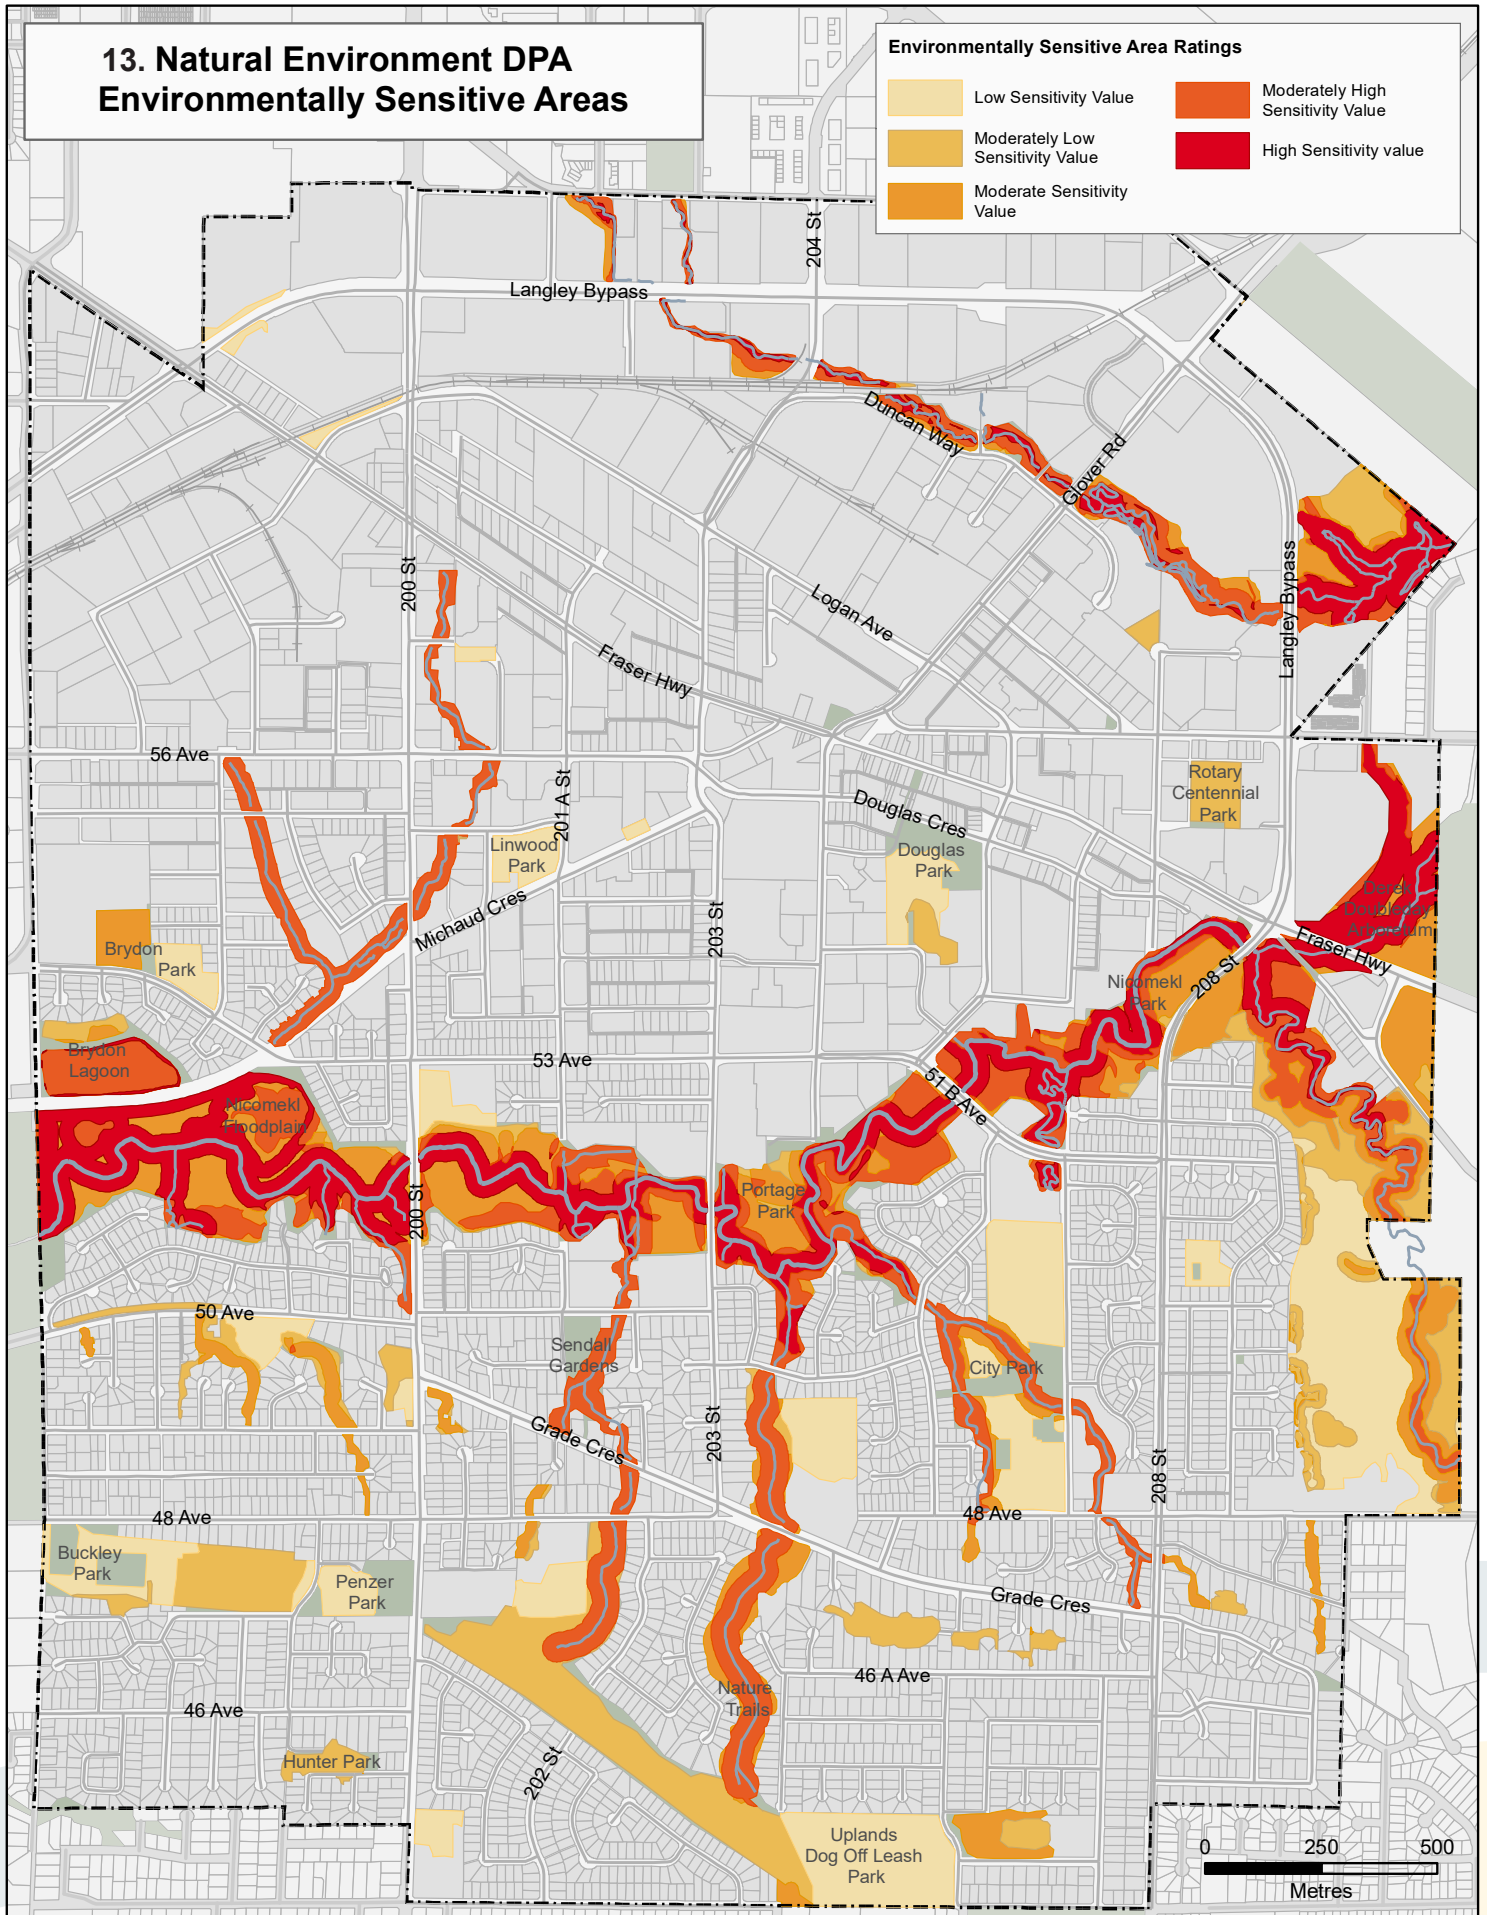 13. Natural Environment DPA
Environmentally Sensitive Areas
Environmentally Sensitive Area Ratings
Low Sensitivity Value
Moderately Low
Sensitivity Value
Moderate Sensitivity
Value
Moderately High
Sensitivity Value
High Sensitivity value
204 St
Langley Bypass
Duncan Way
Glover Rd
Langley Bypass
200 St
Logan Ave
Fraser Hwy
56 Ave
201 A St
Rotary
Centennial
Park
Douglas Cres
Linwood
Park
Douglas
Park
Derek
Doubleday
Arboretum
Michaud Cres
203 St
Fraser Hwy
Brydon
Park
Nicomekl
Park
208 St
Brydon
Lagoon
53 Ave
51 B Ave
Nicomekl
Floodplain
Portage
Park
200 St
50 Ave
Sendall
Gardens
City Park
Grade Cres
203 St
208 St
48 Ave
48 Ave
Buckley
Park
Penzer
Park
Grade Cres
46 A Ave
Nature
Trails
46 Ave
Hunter Park
202 St
Uplands
Dog Off Leash
Park
0 250 500
Metres